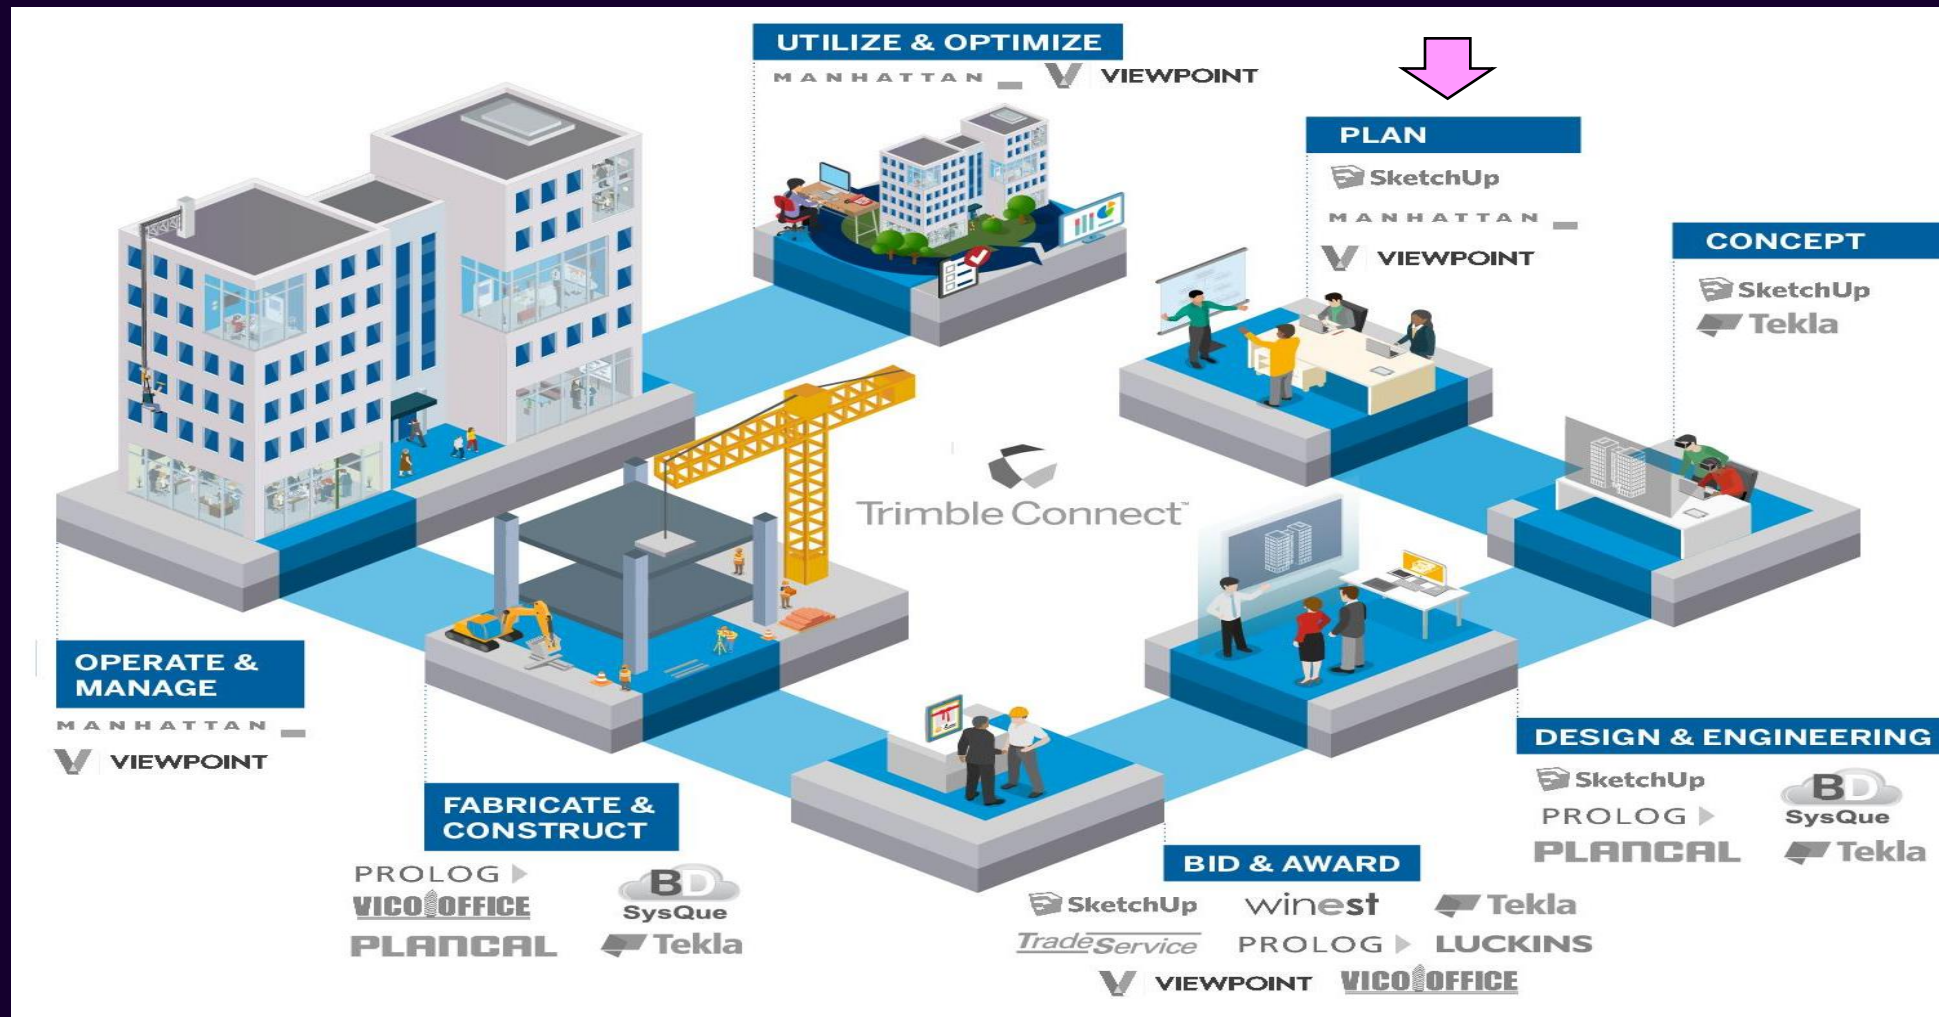 UTILIZE & OPTIMIZE
MANHATTAN
VIEWPOINT
PLAN
SketchUp
MANHATTAN
VIEWPOINT
CONCEPT
SketchUp
Tekla
Trimble Connect™
OPERATE &
MANAGE
MANHATTAN
VIEWPOINT
FABRICATE &
CONSTRUCT
PROLOG
VICO OFFICE
PLANCAL
BD
SysQue
Tekla
BID & AWARD
SketchUp winest Tekla
TradeService PROLOG LUCKINS
VIEWPOINT VICO OFFICE
DESIGN & ENGINEERING
SketchUp
PROLOG
PLANCAL
BD
SysQue
Tekla